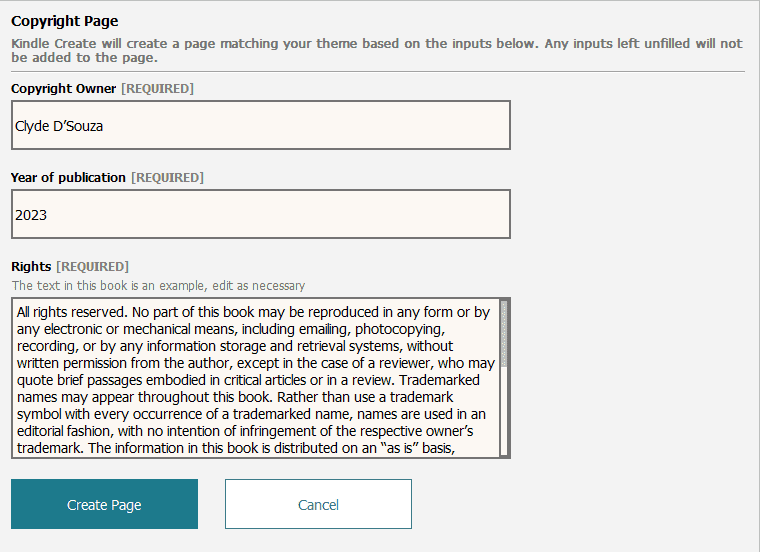 Copyright Page
Kindle Create will create a page matching your theme based on the inputs below. Any inputs left unfilled will not
be added to the page.
Copyright Owner [REQUIRED]
Clyde D’Souza
Year of publication [REQUIRED]
2023
Rights [REQUIRED]
The text in this book is an example, edit as necessary
All rights reserved. No part of this book may be reproduced in any form or by
any electronic or mechanical means, including emailing, photocopying,
recording, or by any information storage and retrieval systems, without
written permission from the author, except in the case of a reviewer, who may
quote brief passages embodied in critical articles or in a review. Trademarked
names may appear throughout this book. Rather than use a trademark
symbol with every occurrence of a trademarked name, names are used in an
editorial fashion, with no intention of infringement of the respective owner’s
trademark. The information in this book is distributed on an “as is” basis,
Create Page
Cancel